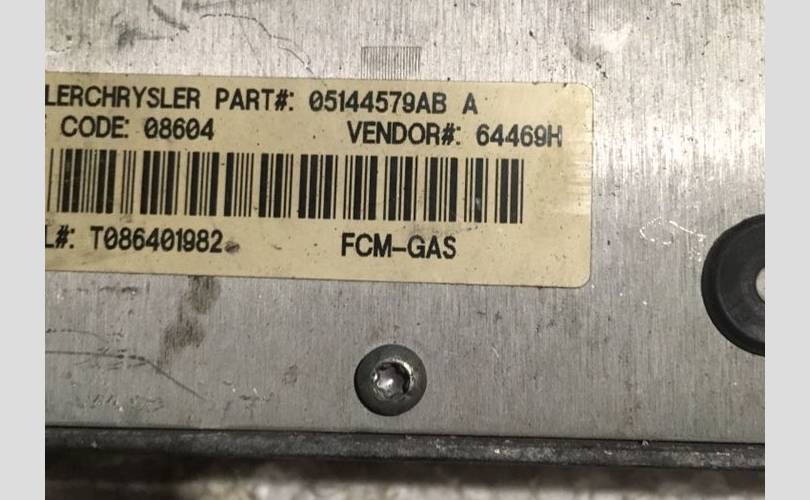 LERCHRYSLER PART#: 05144579AB A
CODE: 08604 VENDOR#: 64469H
L#: T086401982
FCM-GAS